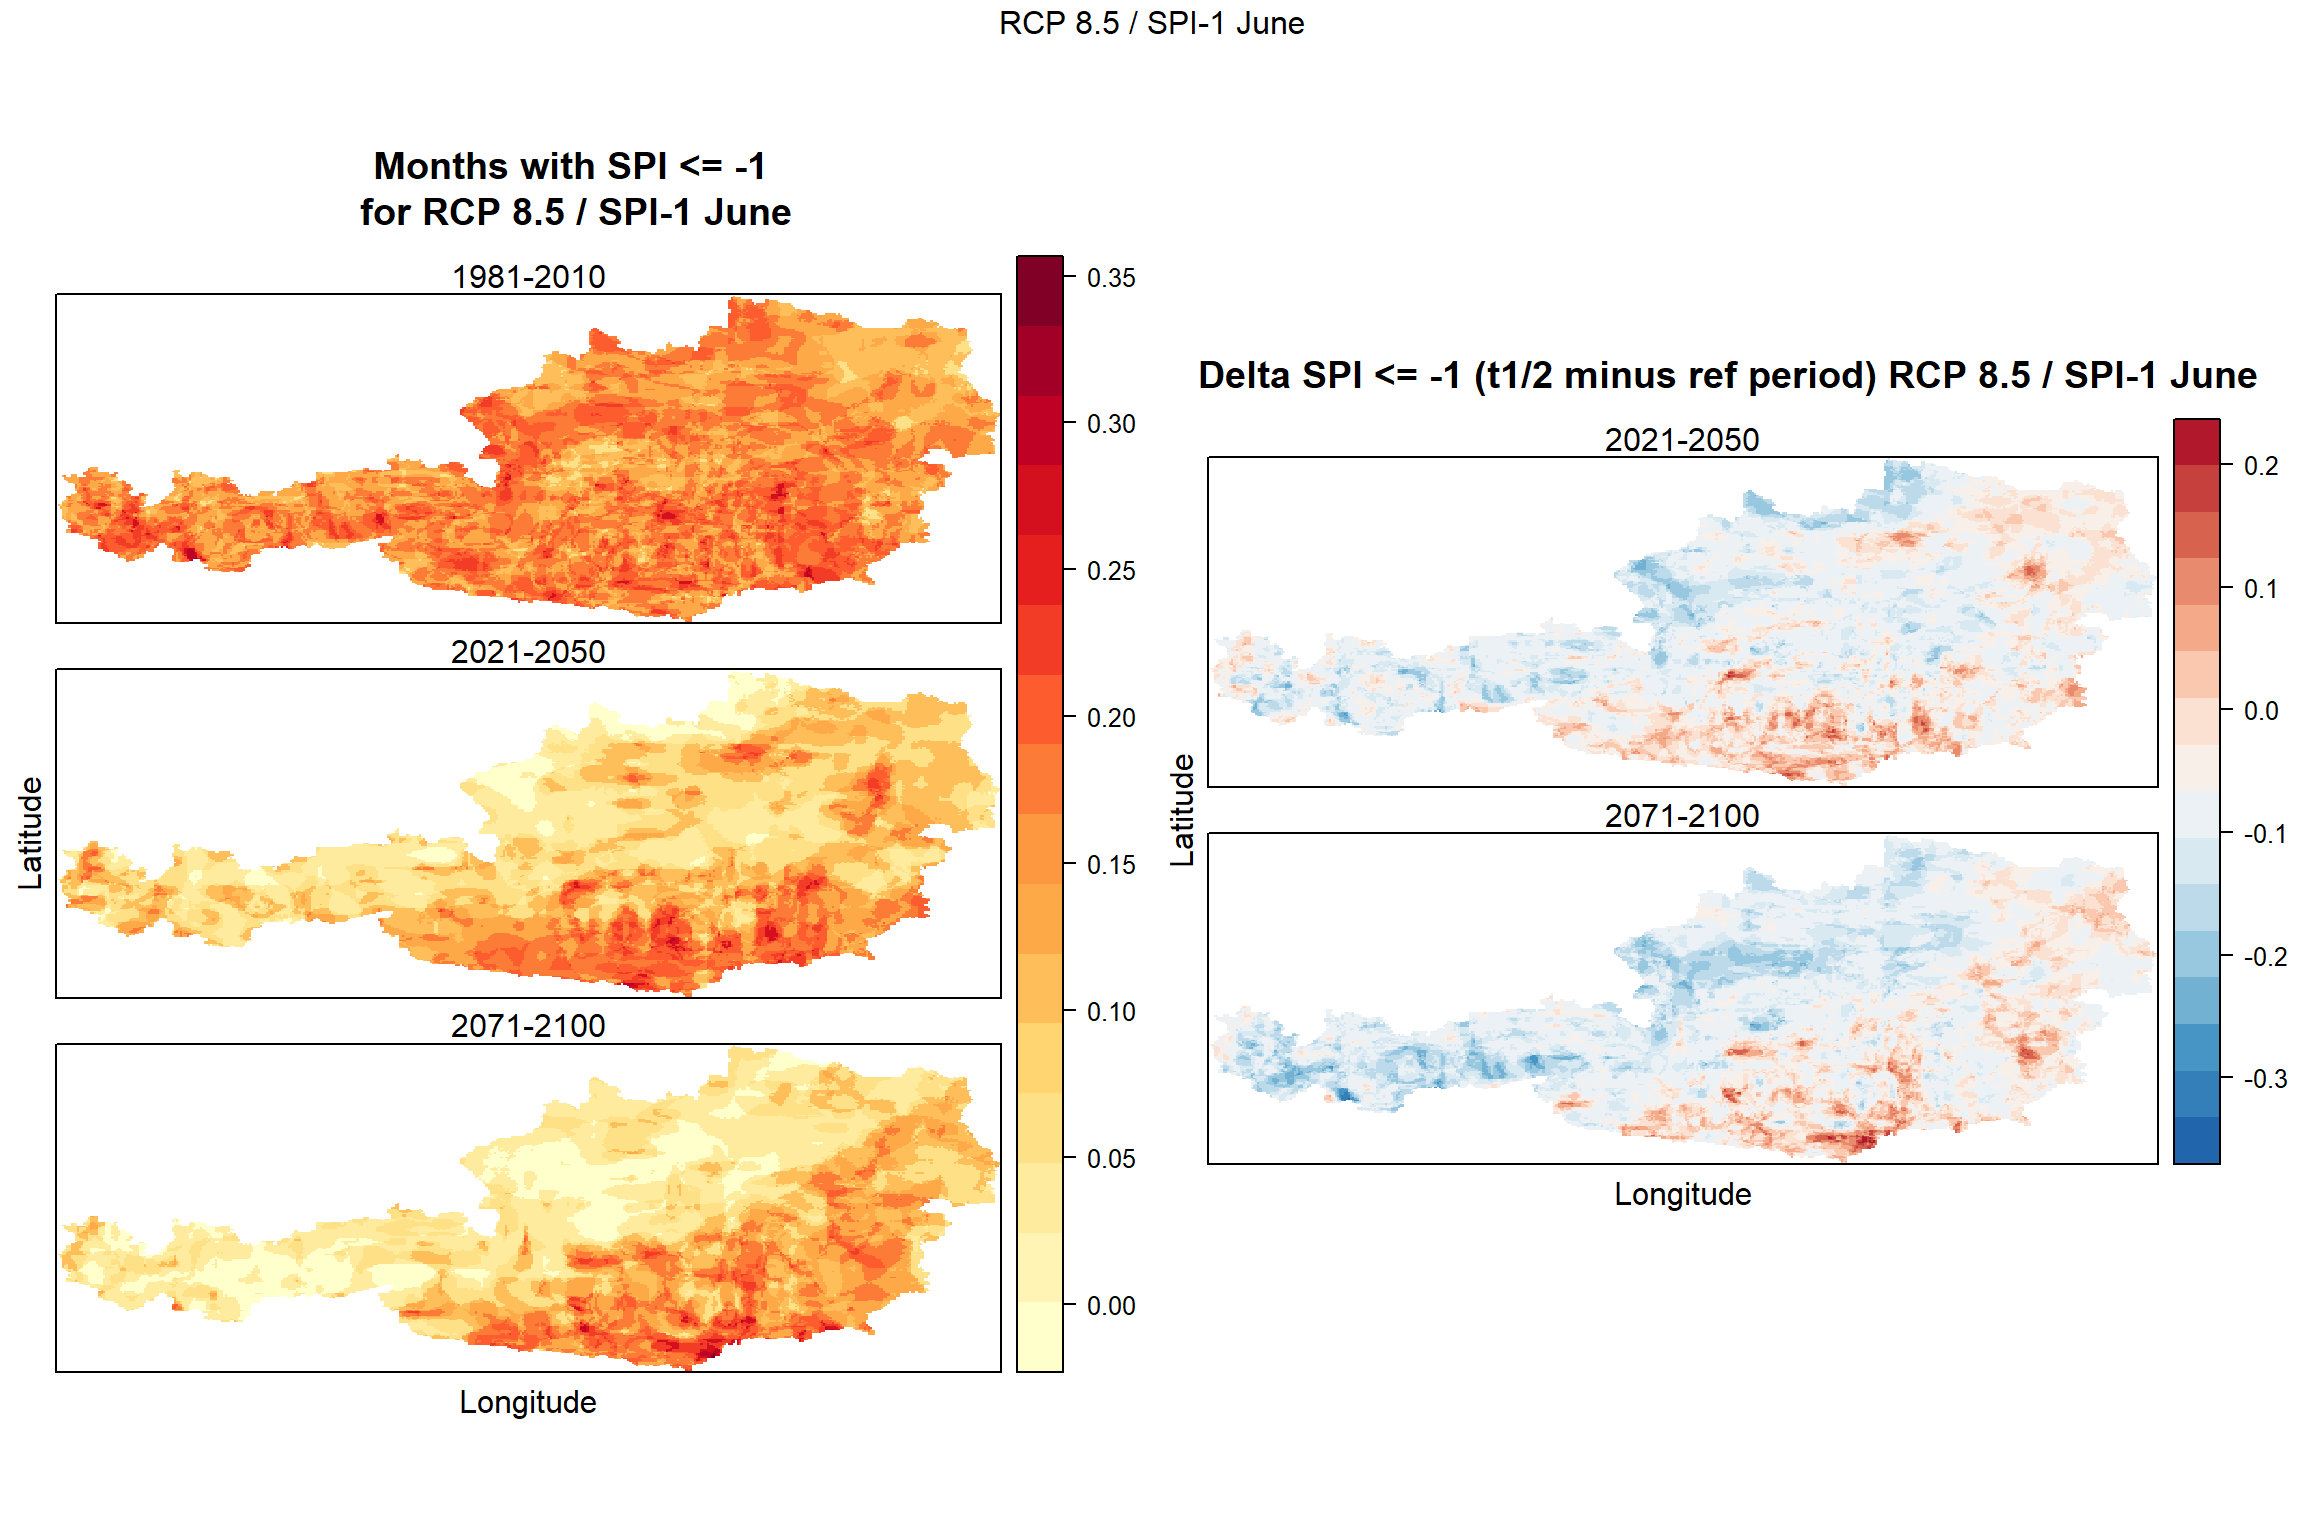 RCP 8.5 / SPI-1 June
Months with SPI <= -1
for RCP 8.5 / SPI-1 June
1981-2010
2021-2050
2071-2100
Latitude
Longitude
0.35
0.30
0.25
0.20
0.15
0.10
0.05
0.00
Delta SPI <= -1 (t1/2 minus ref period) RCP 8.5 / SPI-1 June
2021-2050
2071-2100
Latitude
Longitude
0.2
0.1
0.0
-0.1
-0.2
-0.3